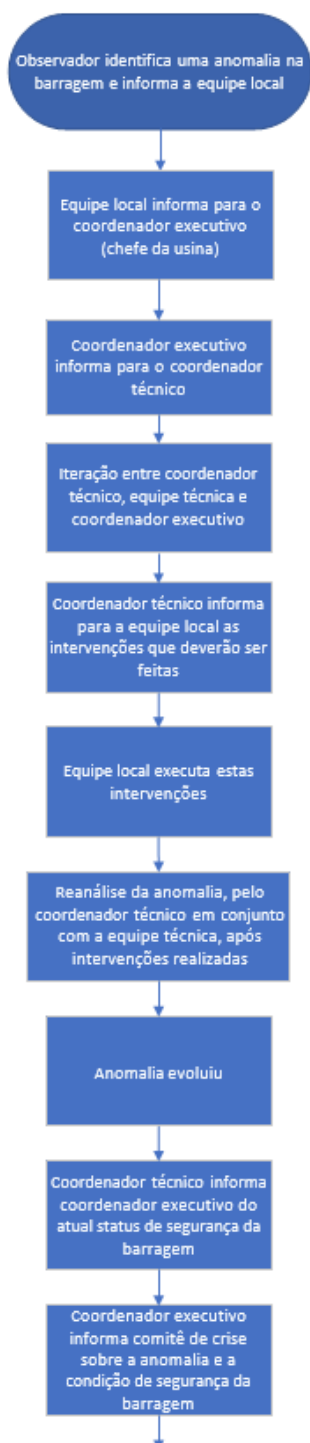 Observador identifica uma anomalia na
barragem e informa a equipe local
Equipe local informa para o
coordenador executivo
(chefe da usina)
Coordenador executivo
informa para o coordenador
técnico
Iteração entre coordenador
técnico, equipe técnica e
coordenador executivo
Coordenador técnico informa
para a equipe local as
intervenções que deverão ser
feitas
Equipe local executa estas
intervenções
Reanálise da anomalia, pelo
coordenador técnico em conjunto
com a equipe técnica, após
intervenções realizadas
Anomalia evoluiu
Coordenador técnico informa
coordenador executivo do
atual status de segurança da
barragem
Coordenador executivo
informa comitê de crise
sobre a anomalia e a
condição de segurança da
barragem